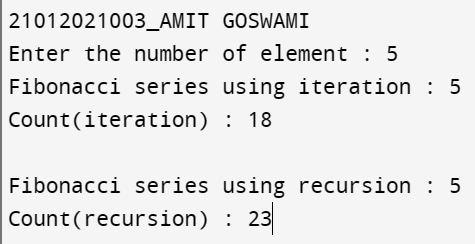 21012021003_AMIT GOSWAMI
Enter the number of element : 5
Fibonacci series using iteration : 5
Count(iteration) : 18
Fibonacci series using recursion : 5
Count(recursion) : 23